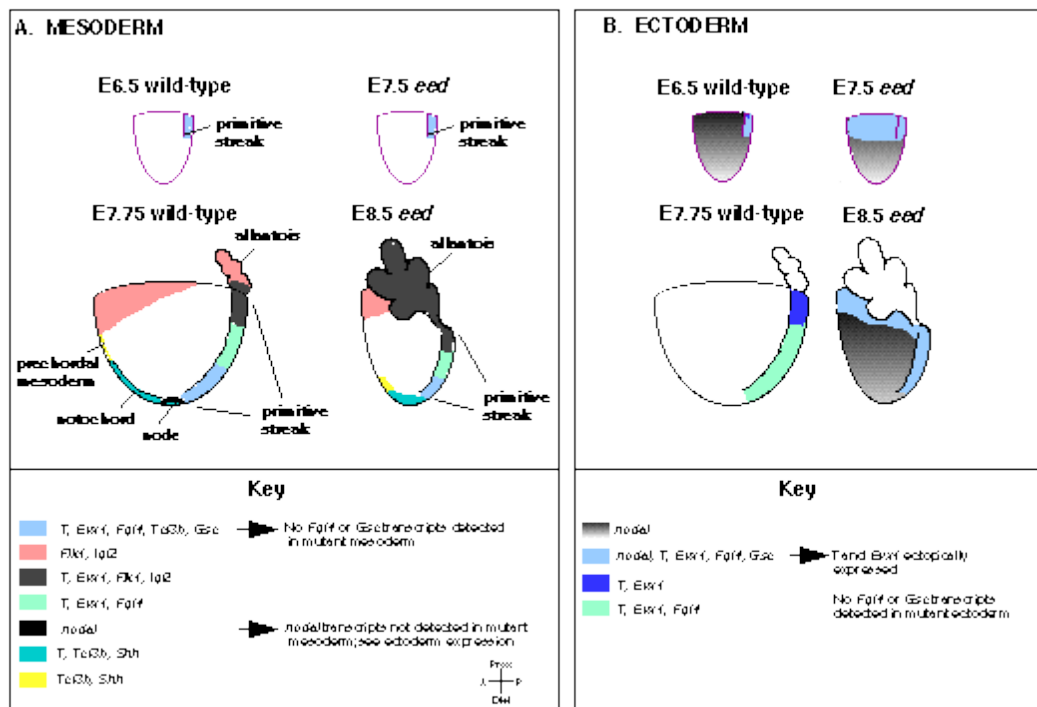 A. MESODERM
E6.5 wild-type
E7.5 eed
primitive
streak
primitive
streak
E7.75 wild-type
E8.5 eed
allantois
allantois
prechordal
mesoderm
notochord
node
primitive
streak
primitive
streak
Key
T, Evx1, Fgf4, Tcf3b, Gsc
No Fgf4 or Gsc transcripts detected
in mutant mesoderm
Flk1, Igf2
T, Evx1, Flk1, Igf2
T, Evx1, Fgf4
nodal
nodal transcripts not detected in mutant
mesoderm; see ectoderm expression
T, Tcf3b, Shh
Tcf3b, Shh
Prox
A P
Dist
B. ECTODERM
E6.5 wild-type
E7.5 eed
E7.75 wild-type
E8.5 eed
Key
nodal
nodal, T, Evx1, Fgf4, Gsc
T and Evx1 ectopically
expressed
T, Evx1
No Fgf4 or Gsc transcripts
detected in mutant ectoderm
T, Evx1, Fgf4